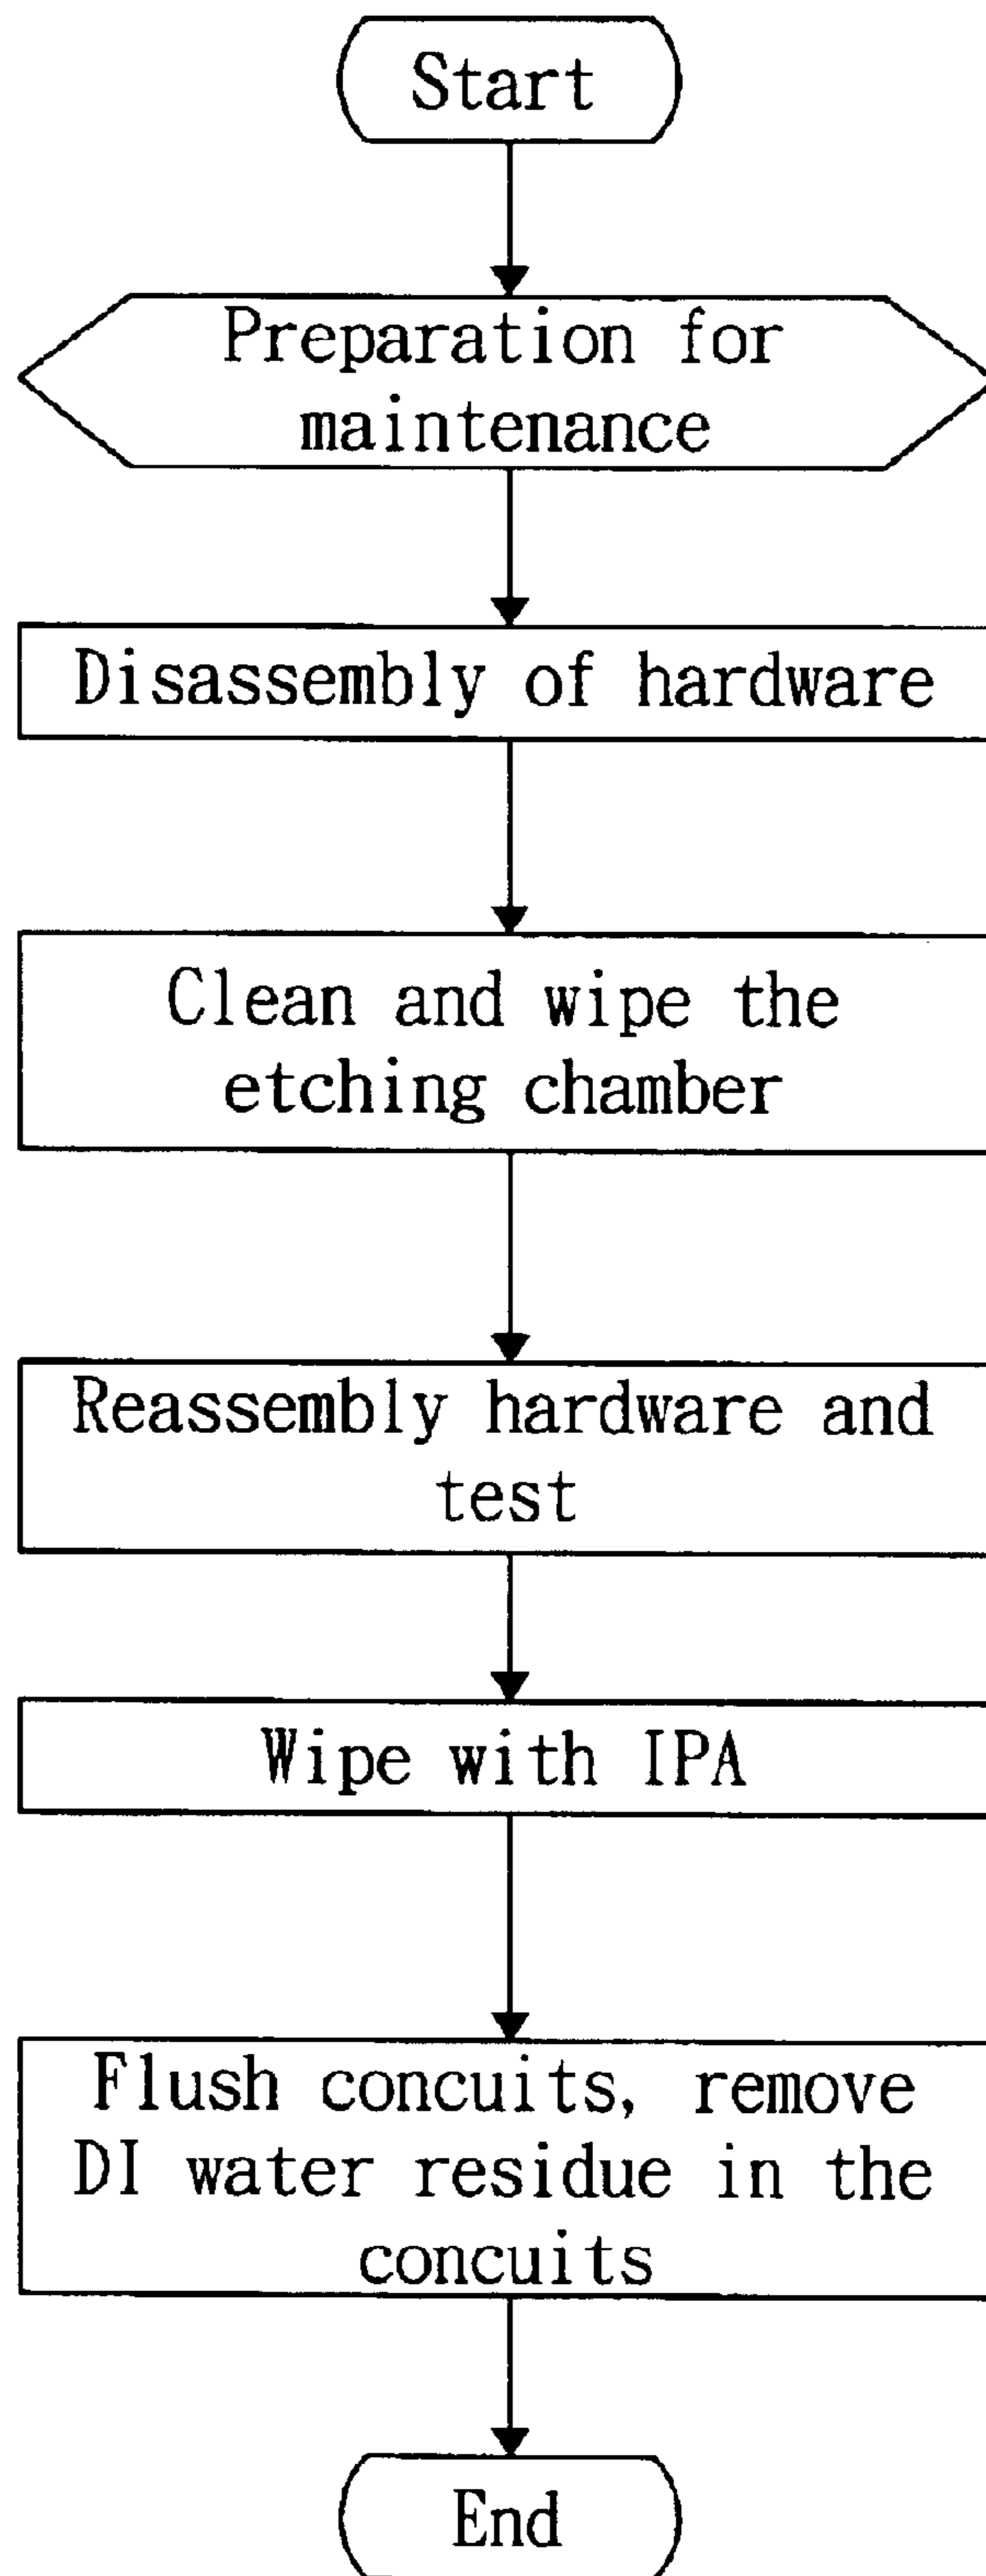 Start
Preparation for
maintenance
Disassembly of hardware
Clean and wipe the
etching chamber
Reassembly hardware and
test
Wipe with IPA
Flush concuits, remove
DI water residue in the
concuits
End